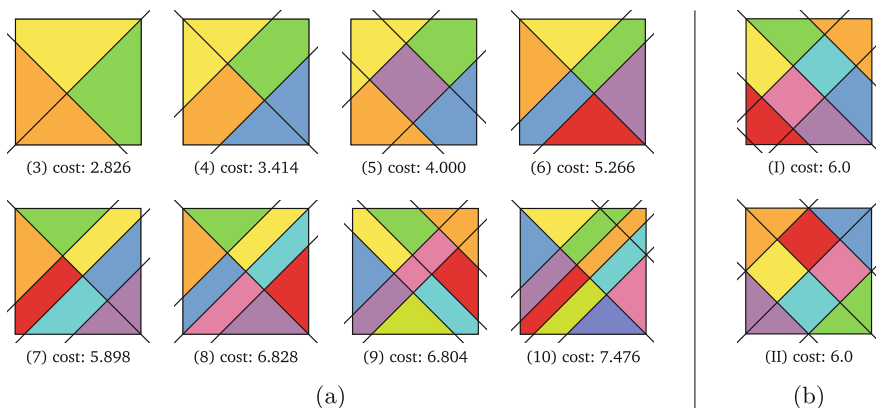 (3) cost: 2.826 (4) cost: 3.414 (5) cost: 4.000 (6) cost: 5.266 (I) cost: 6.0
(7) cost: 5.898 (8) cost: 6.828 (9) cost: 6.804 (10) cost: 7.476 (II) cost: 6.0
(a) (b)